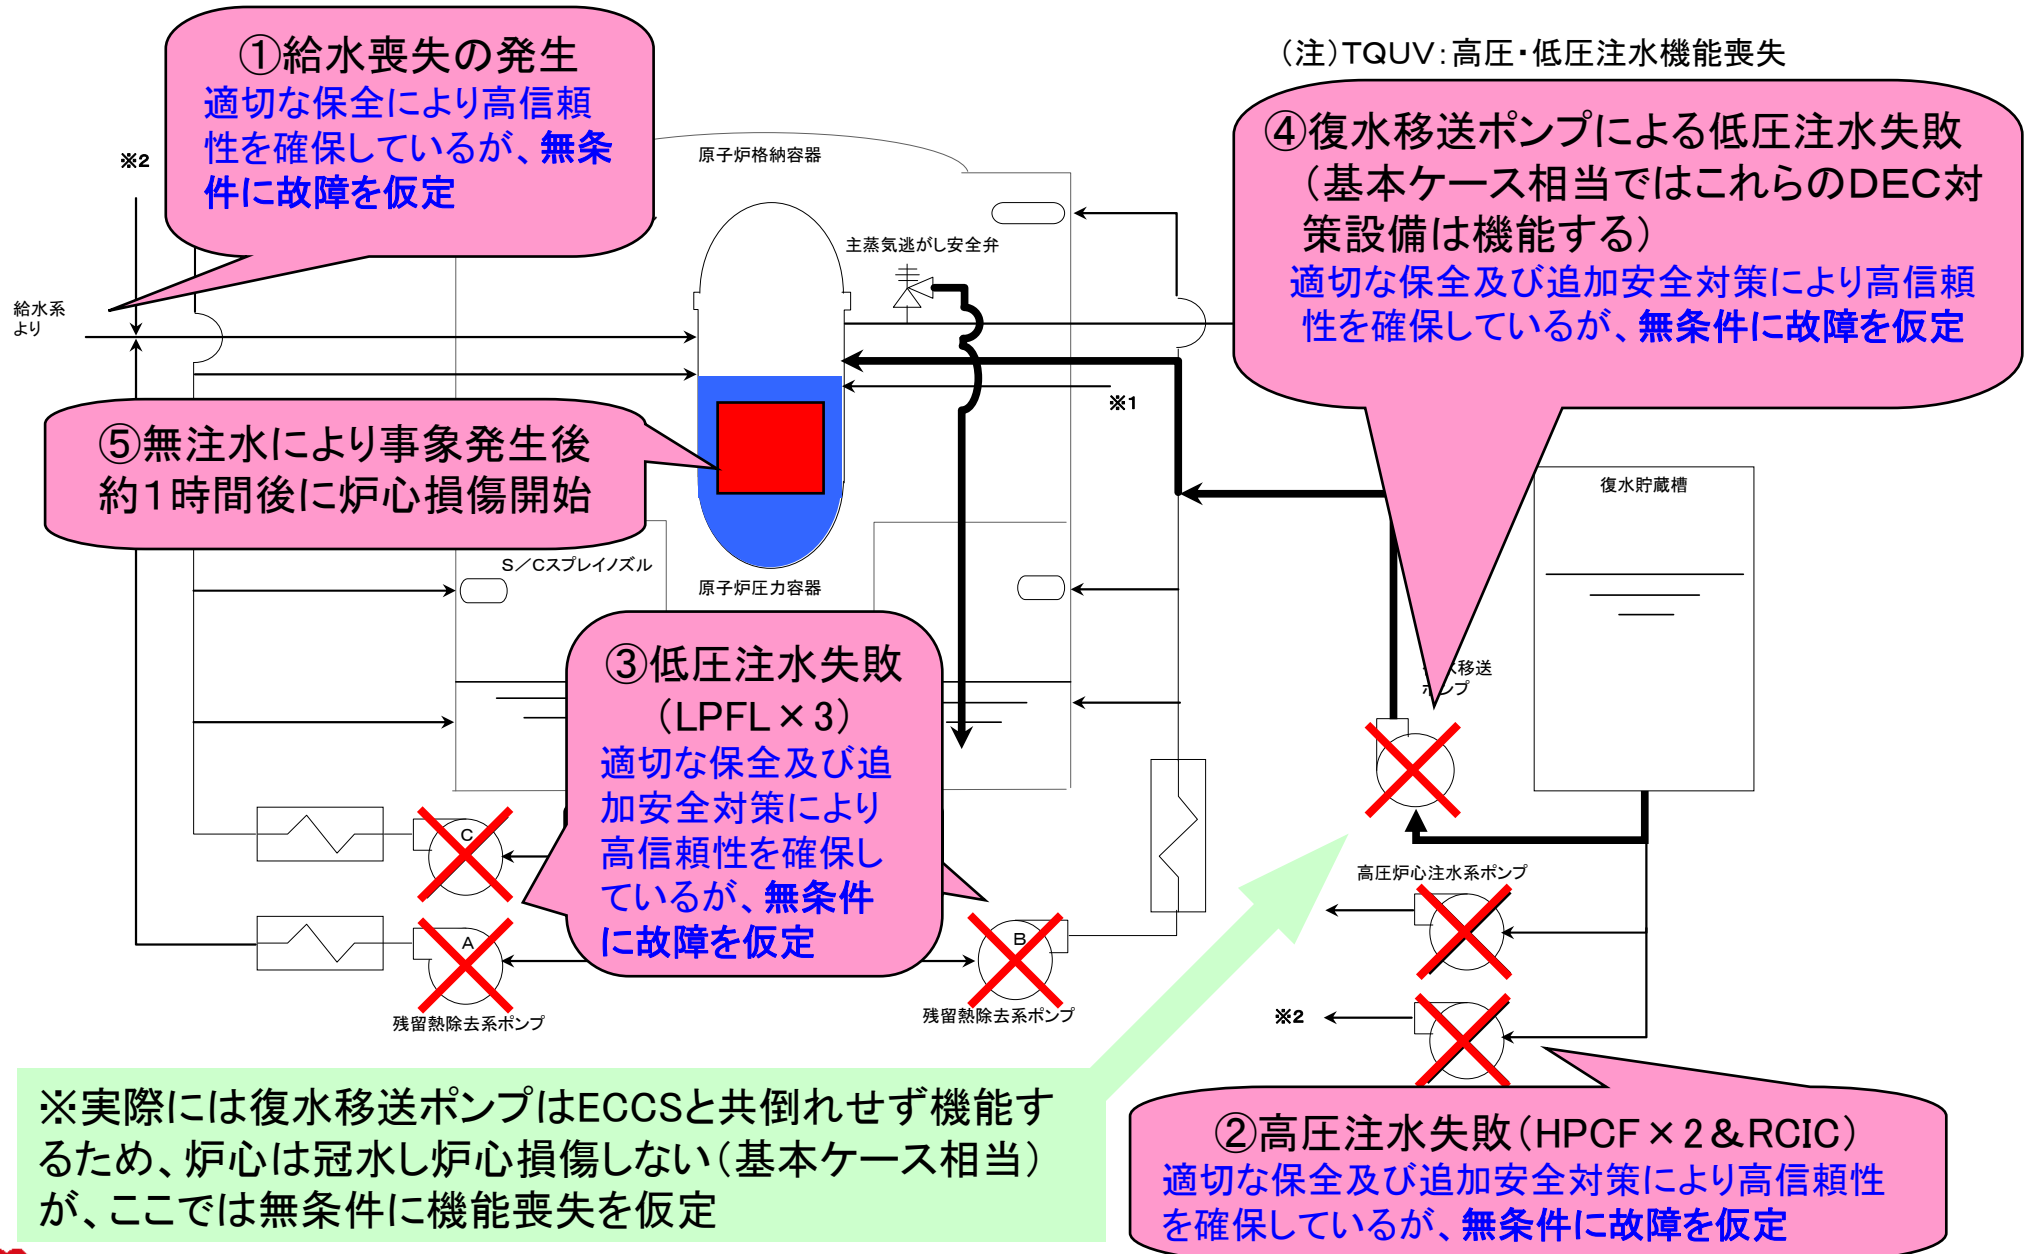 ①給水喪失の発生
適切な保全により高信頼
性を確保しているが、無条
件に故障を仮定
(注)TQUV:高圧・低圧注水機能喪失
④復水移送ポンプによる低圧注水失敗
(基本ケース相当ではこれらのDEC対
策設備は機能する)
適切な保全及び追加安全対策により高信頼
性を確保しているが、無条件に故障を仮定
※2
原子炉格納容器
主蒸気逃がし安全弁
給水系
より
※1
⑤無注水により事象発生後
約1時間後に炉心損傷開始
復水貯蔵槽
S/Cスプレイノズル
原子炉圧力容器
③低圧注水失敗
(LPFL×3)
適切な保全及び追
加安全対策により
高信頼性を確保し
ているが、無条件
に故障を仮定
水移送
ポンプ
C
高圧炉心注水系ポンプ
A
B
残留熱除去系ポンプ
残留熱除去系ポンプ
※2
※実際には復水移送ポンプはECCSと共倒れせず機能す
るため、炉心は冠水し炉心損傷しない(基本ケース相当)
が、ここでは無条件に機能喪失を仮定
②高圧注水失敗(HPCF×2&RCIC)
適切な保全及び追加安全対策により高信頼性
を確保しているが、無条件に故障を仮定